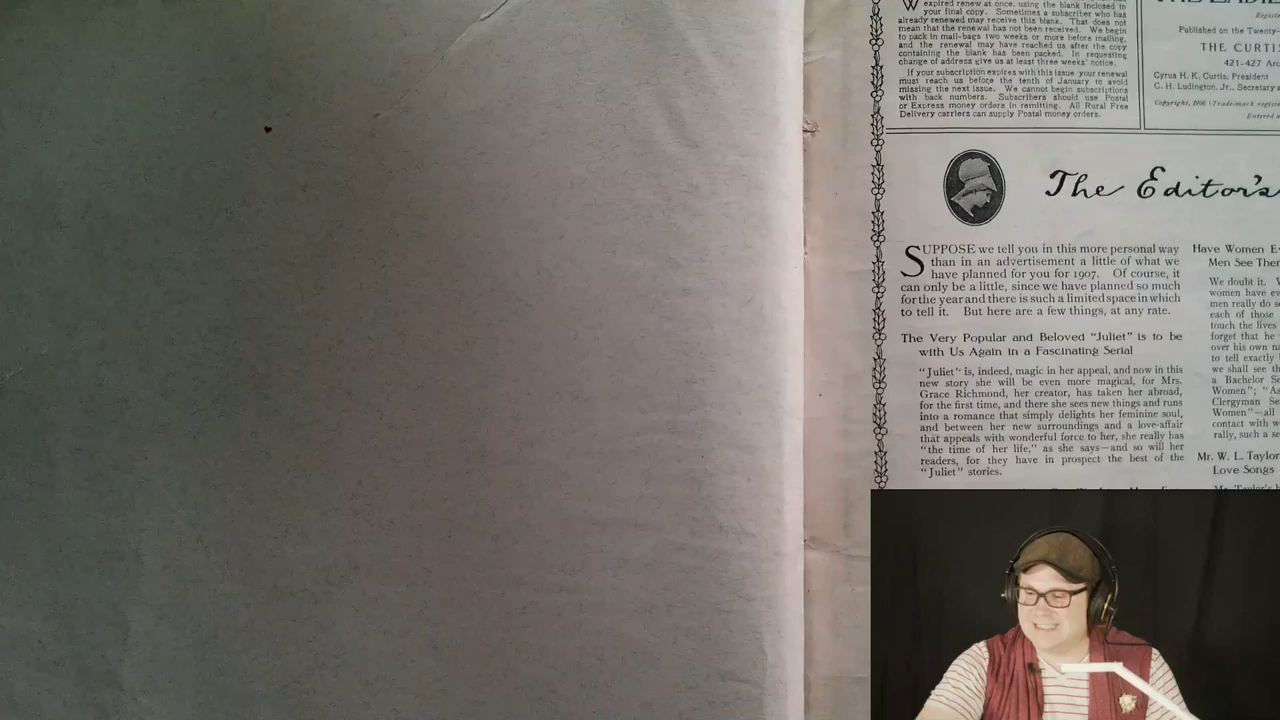 expired renew at once, using the blank inclosed in
your final copy. Sometimes a subscriber who has
already renewed may receive this blank. That does not
mean that the renewal has not been received. We begin
to pack in mail-bags two weeks or more before mailing,
and the renewal may have reached us after the copy
containing the blank has been packed. In requesting
change of address give us at least three weeks' notice.
If your subscription expires with this issue your renewal
must reach us before the tenth of January to avoid
missing the next issue. We cannot begin subscriptions
with back numbers. Subscribers should use Postal
or Express money orders in remitting. All Rural Free
Delivery carriers can supply Postal money orders.
Published on the Twenty-
THE CURTIS
421-427 Arc
Cyrus H. K. Curtis, President
C. H. Ludington, Jr., Secretary a
Copyright, 1906 (Trade-mark regist
Entered a
The Editor's
SUPPOSE we tell you in this more personal way
than in an advertisement a little of what we
have planned for you for 1907. Of course, it
can only be a little, since we have planned so much
for the year and there is such a limited space in which
to tell it. But here are a few things, at any rate.
The Very Popular and Beloved "Juliet" is to be
with Us Again in a Fascinating Serial
"Juliet" is, indeed, magic in her appeal, and now in this
new story she will be even more magical, for Mrs.
Grace Richmond, her creator, has taken her abroad,
for the first time, and there she sees new things and runs
into a romance that simply delights her feminine soul,
and between her new surroundings and a love-affair
that appeals with wonderful force to her, she really has
"the time of her life," as she says—and so will her
readers, for they have in prospect the best of the
"Juliet" stories.
Have Women E
Men See Ther
We doubt it. V
women have ev
men really do s
each of those
touch the lives
forget that he
over his own na
to tell exactly
we shall see th
a Bachelor Se
Women"; "As
Clergyman Se
Women"—all
contact with w
rally, such a se
Mr. W. L. Taylor
Love Songs